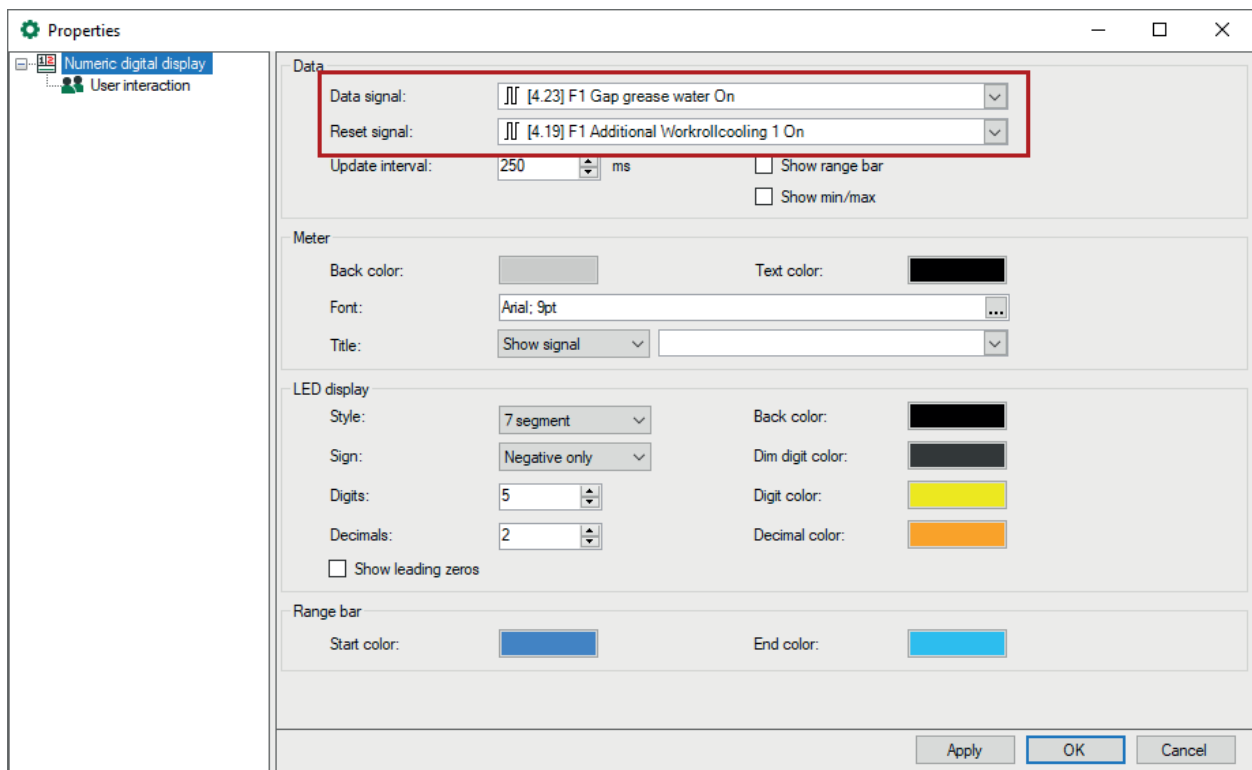 Properties
Numeric digital display
User interaction
Data
Data signal: [4.23] F1 Gap grease water On
Reset signal: [4.19] F1 Additional Workrollcooling 1 On
Update interval: 250 ms Show range bar
Show min/max
Meter
Back color: Text color:
Font: Arial; 9pt ...
Title: Show signal
LED display
Style: 7 segment Back color:
Sign: Negative only Dim digit color:
Digits: 5 Digit color:
Decimals: 2 Decimal color:
Show leading zeros
Range bar
Start color: End color:
Apply OK Cancel